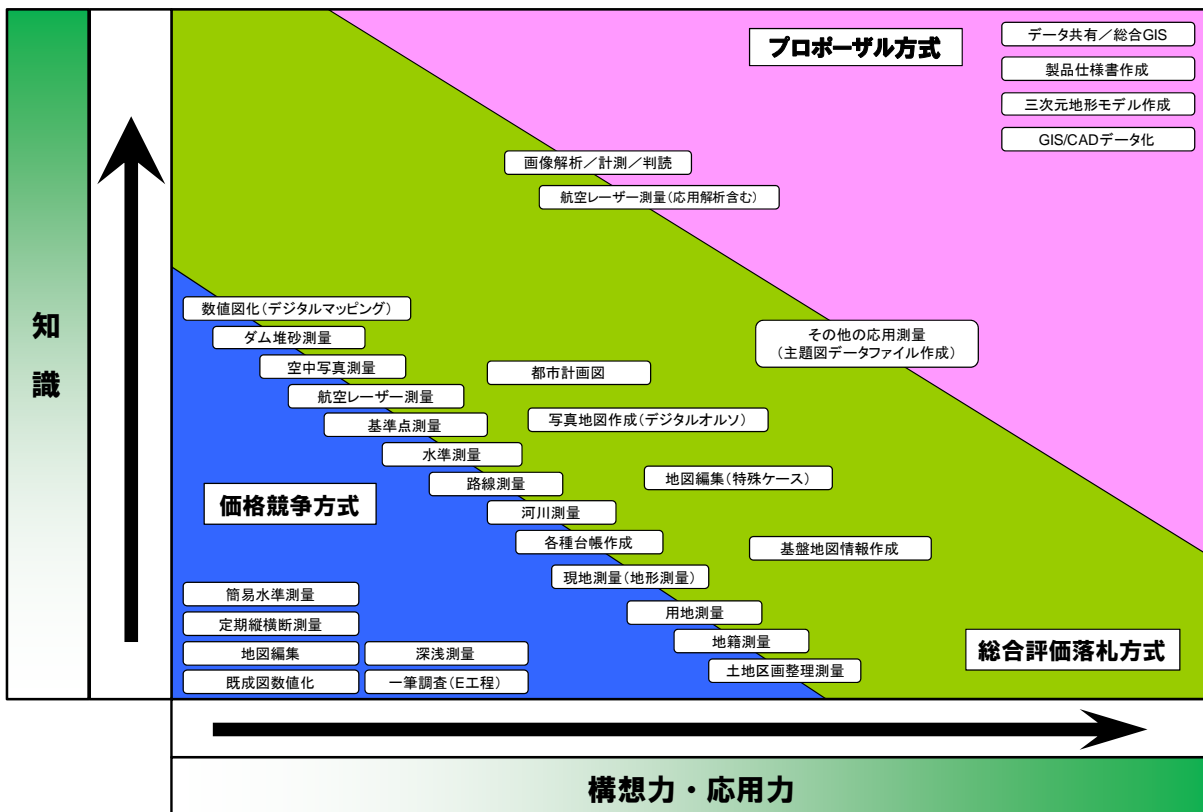 プロポーザル方式
データ共有／総合GIS
製品仕様書作成
三次元地形モデル作成
GIS/CADデータ化
画像解析／計測／判読
航空レーザー測量(応用解析含む)
知
識
数値図化(デジタルマッピング)
ダム堆砂測量
空中写真測量
航空レーザー測量
基準点測量
水準測量
路線測量
河川測量
各種台帳作成
現地測量(地形測量)
用地測量
地籍測量
土地区画整理測量
その他の応用測量
(主題図データファイル作成)
都市計画図
写真地図作成(デジタルオルソ)
地図編集(特殊ケース)
基盤地図情報作成
価格競争方式
簡易水準測量
定期縦横断測量
地図編集
深浅測量
既成図数値化
一筆調査(E工程)
総合評価落札方式
構想力・応用力